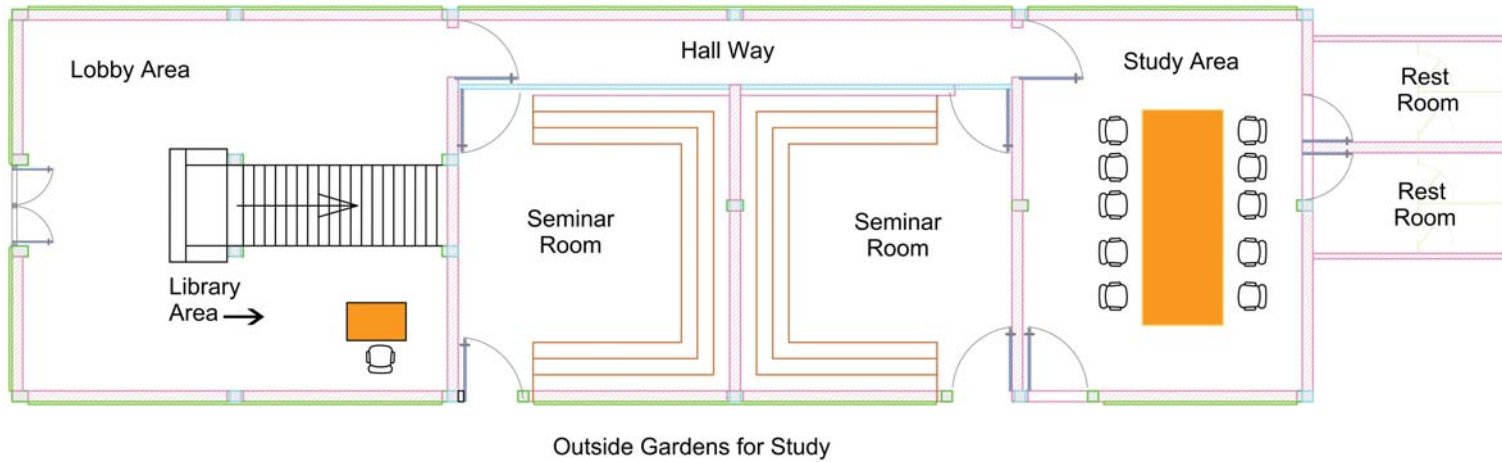 Hall Way
Lobby Area
Study Area
Rest
Room
Seminar
Room
Seminar
Room
Rest
Room
Library
Area
Outside Gardens for Study